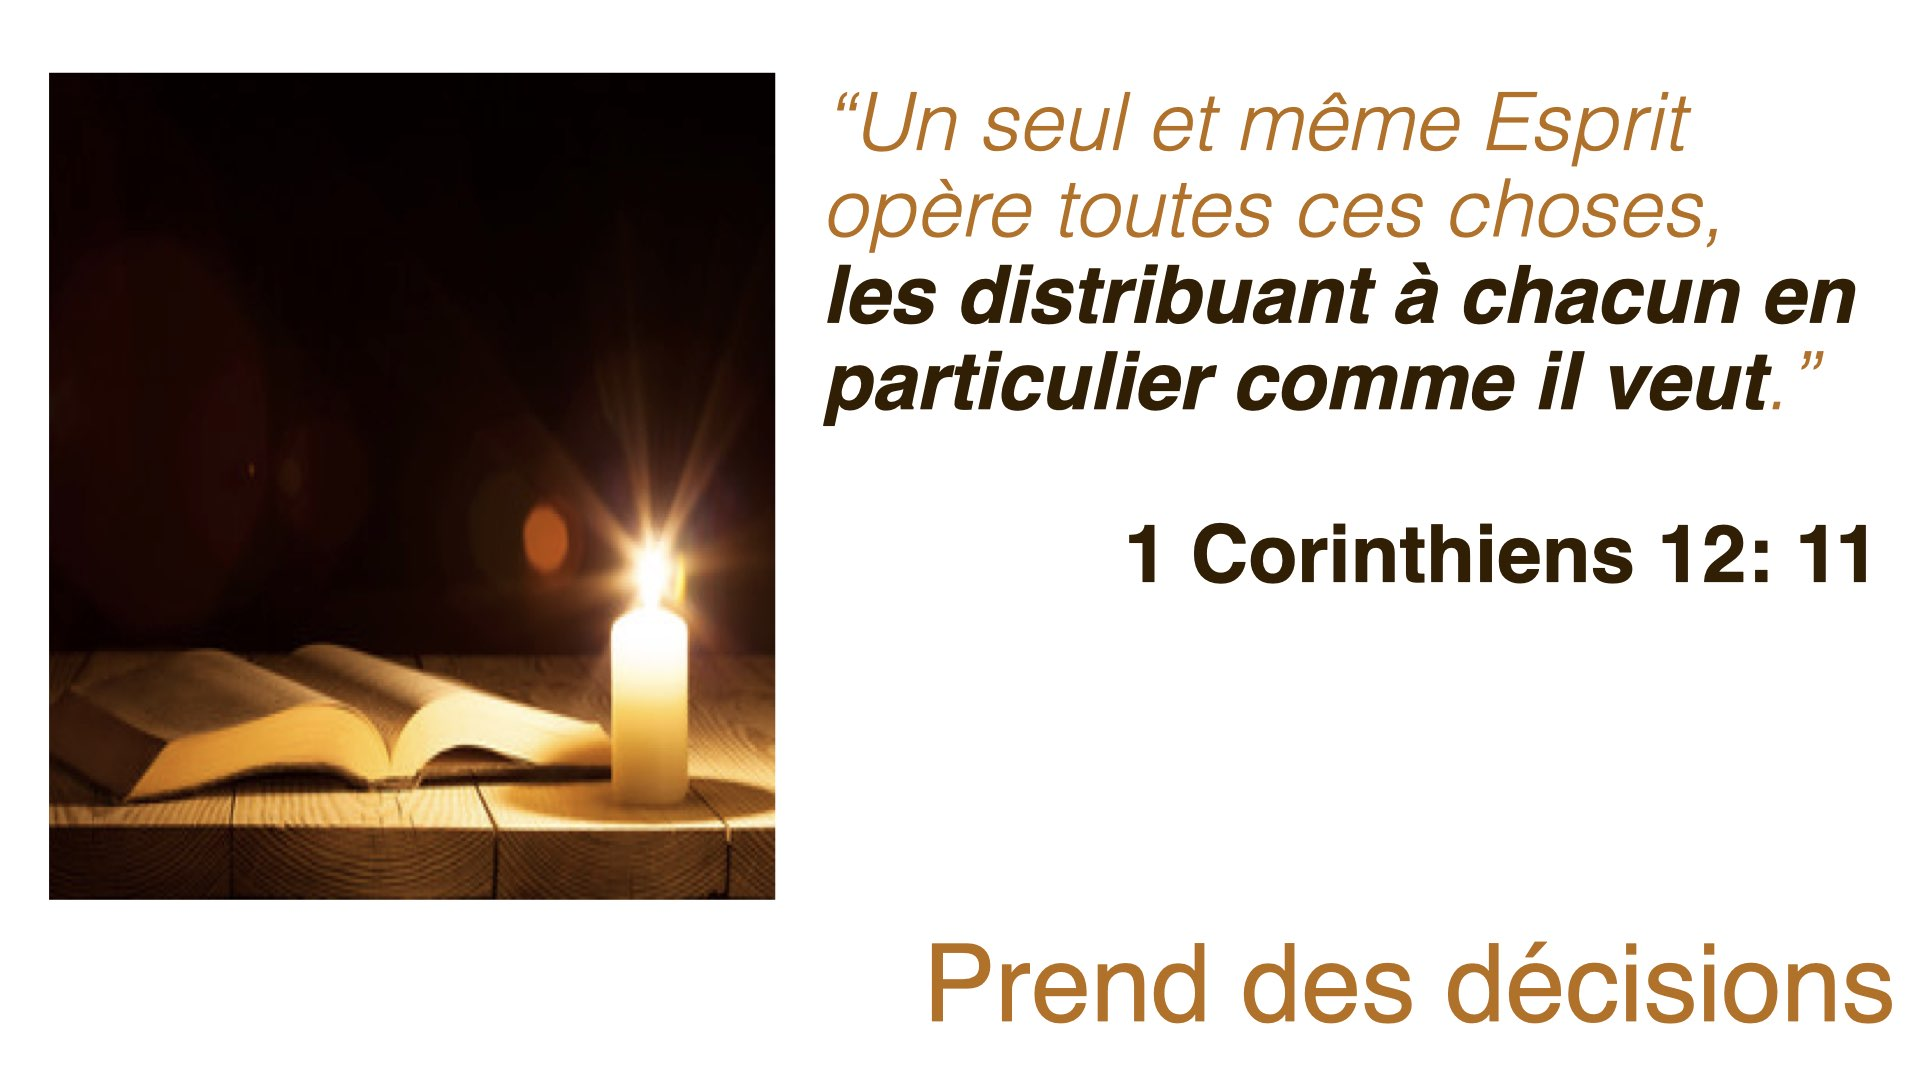 “Un seul et même Esprit
opère toutes ces choses,
les distribuant à chacun en
particulier comme il veut.”
1 Corinthiens 12: 11
Prend des décisions